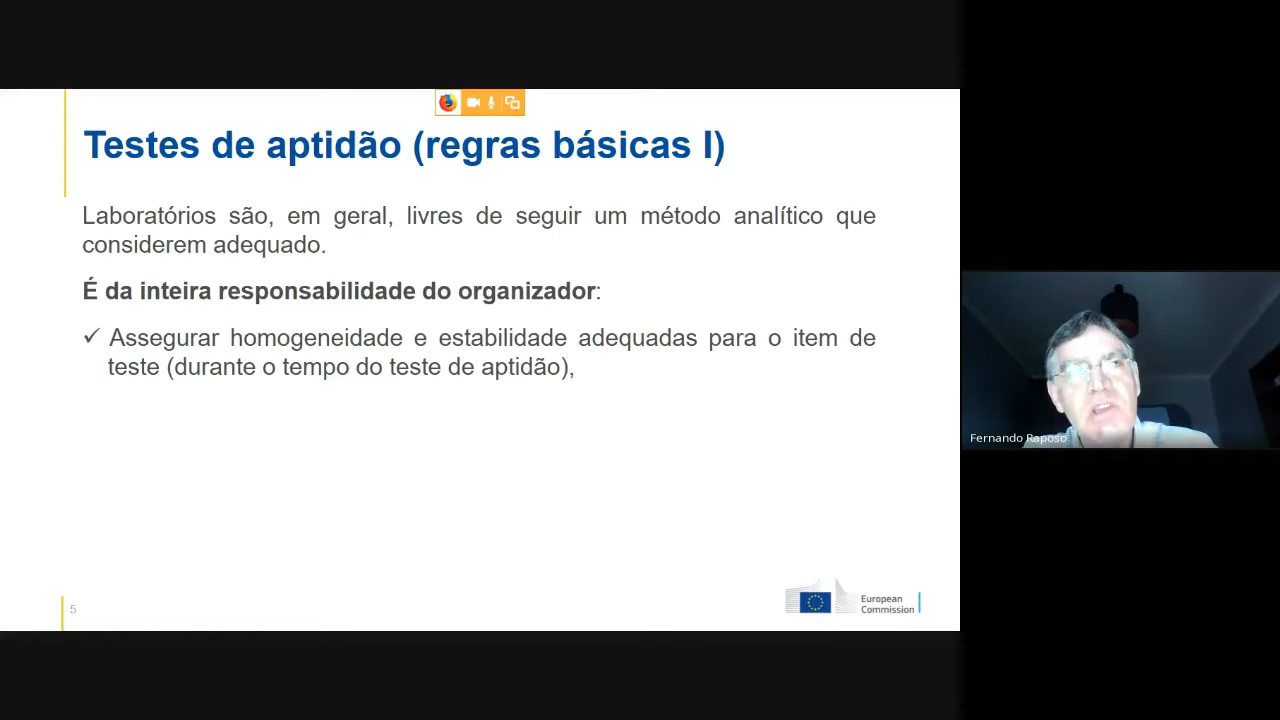 Testes de aptidão (regras básicas I)
Laboratórios são, em geral, livres de seguir um método analítico que
considerem adequado.
É da inteira responsabilidade do organizador:
✓ Assegurar homogeneidade e estabilidade adequadas para o item de
teste (durante o tempo do teste de aptidão),
Fernando Raposo
5
European
Commission